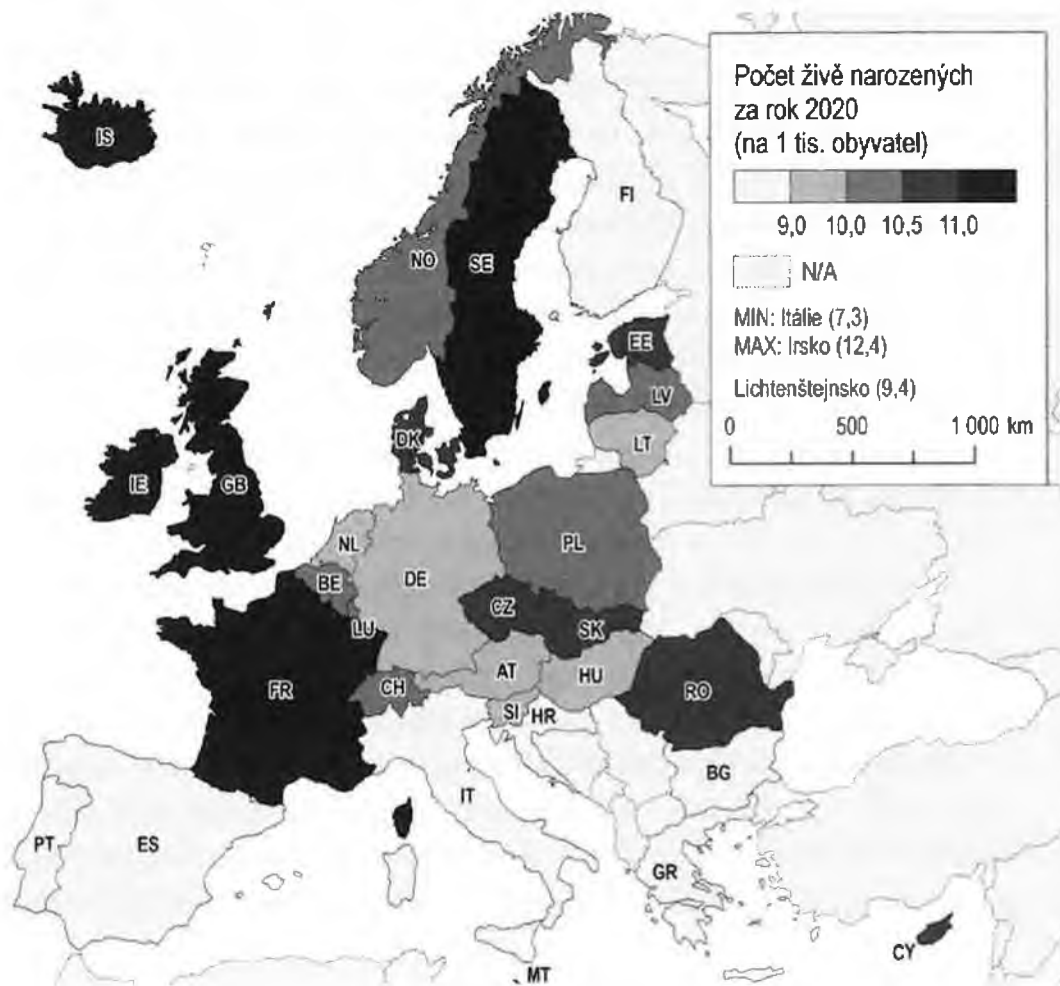 Počet živě narozených
za rok 2020
(na 1 tis. obyvatel)
9,0 10,0 10,5 11,0
N/A
MIN: Itálie (7,3)
MAX: Irsko (12,4)
Lichtenštejnsko (9,4)
0 500 1 000 km
IS
FI
NO
SE
EE
LV
DK
LT
IE
GB
NL
PL
DE
BE
CZ
LU
SK
AT
HU
CH
FR
RO
SI
HR
BG
IT
PT
ES
GR
CY
MT